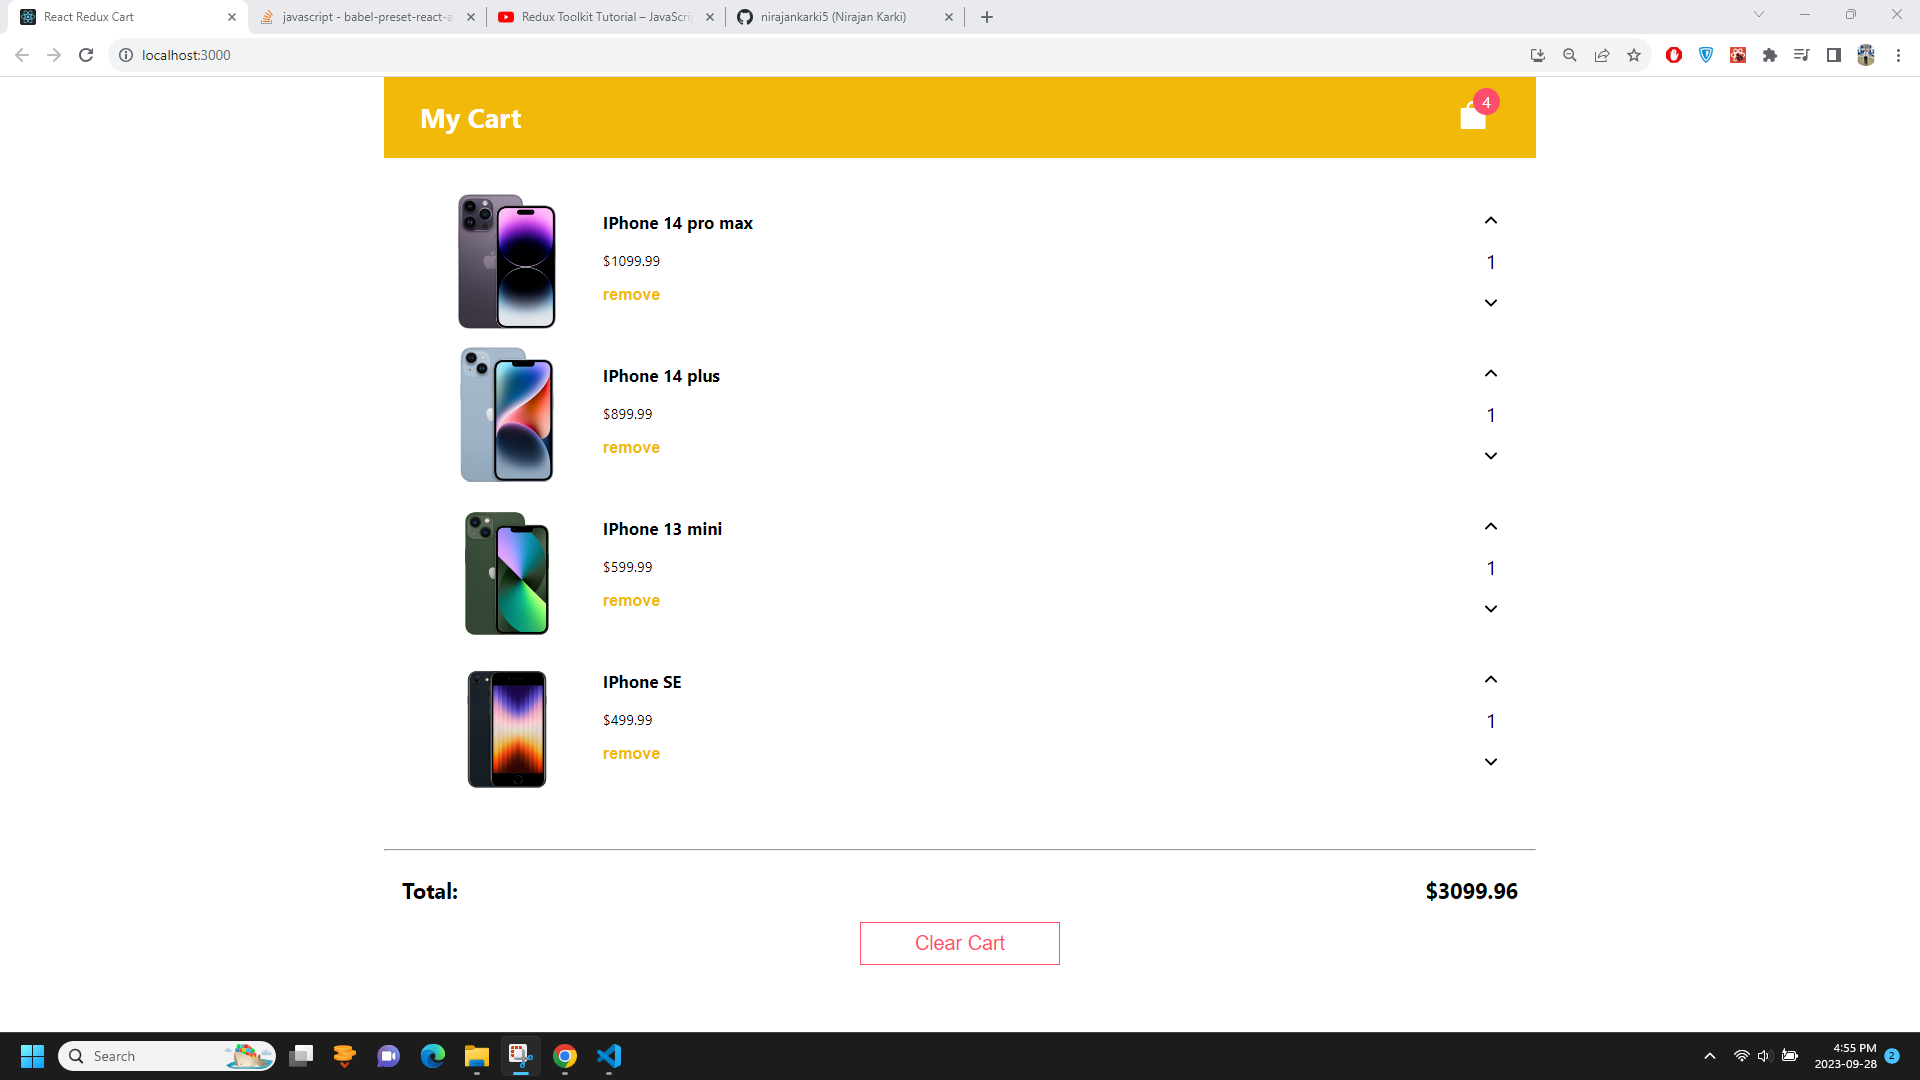 React Redux Cart
javascript - babel-preset-react-a
Redux Toolkit Tutorial – JavaScri
nirajankarki5 (Nirajan Karki)
localhost:3000
My Cart
4
IPhone 14 pro max
$1099.99
remove
1
IPhone 14 plus
$899.99
remove
1
IPhone 13 mini
$599.99
remove
1
IPhone SE
$499.99
remove
1
Total:
$3099.96
Clear Cart
Search
4:55 PM
2023-09-28
2